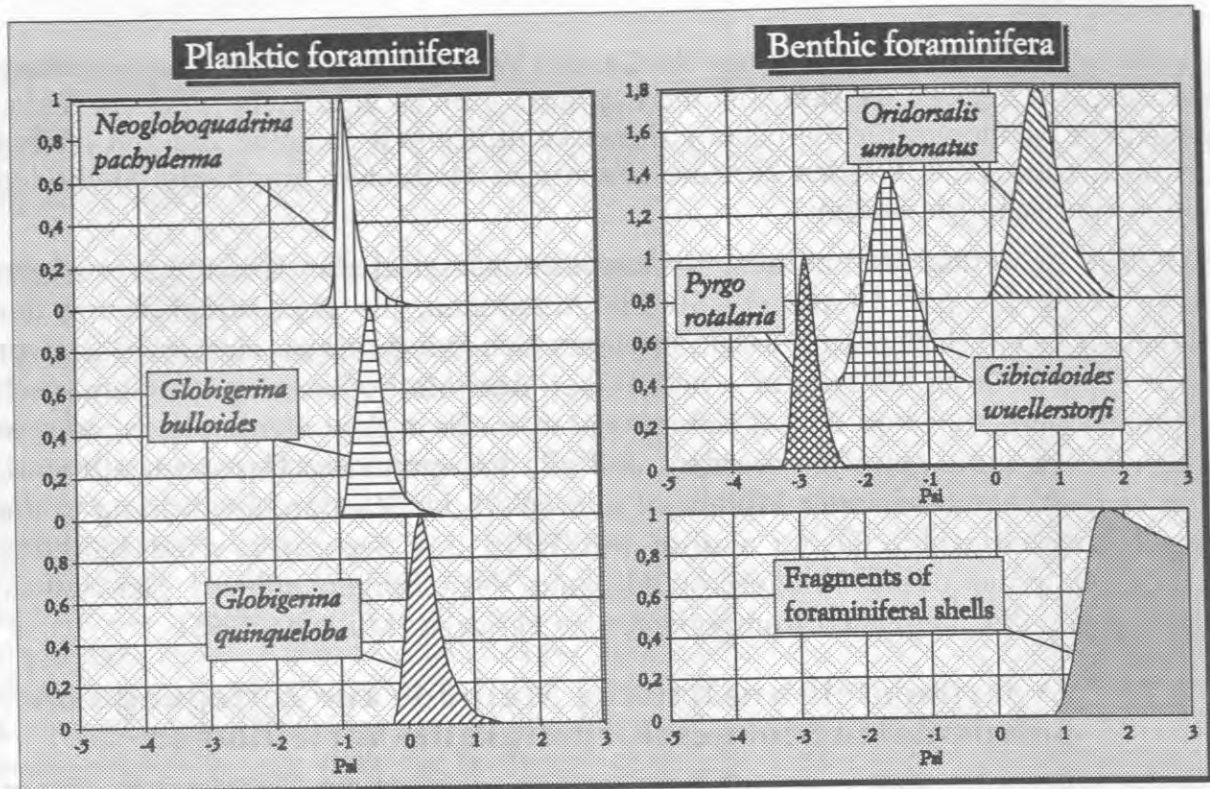 Planktic foraminifera
1
0,8
0,6
0,4
0,2
0
0,8
0,6
0,4
0,2
0
0,8
0,6
0,4
0,2
0
Neogloboquadrina
pachyderma
Globigerina
bulloides
Globigerina
quinqueloba
-5 -4 -3 -2 -1 0 1 2 3
Psi
Benthic foraminifera
1,8
1,6
1,4
1,2
1
0,8
0,6
0,4
0,2
0
Oridorsalis
umbonatus
Pyrgo
rotalaria
Cibicidoides
wuellerstorfi
-5 -4 -3 -2 -1 0 1 2 3
Psi
1
0,8
0,6
0,4
0,2
0
Fragments of
foraminiferal shells
-5 -4 -3 -2 -1 0 1 2 3
Psi